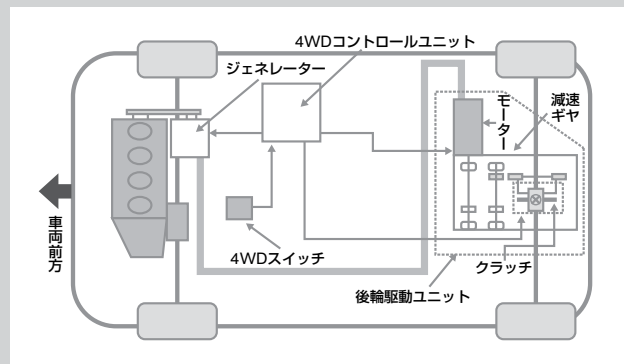 4WDコントロールユニット
ジェネレーター
モーター
減速
ギヤ
車両前方
4WDスイッチ
クラッチ
後輪駆動ユニット